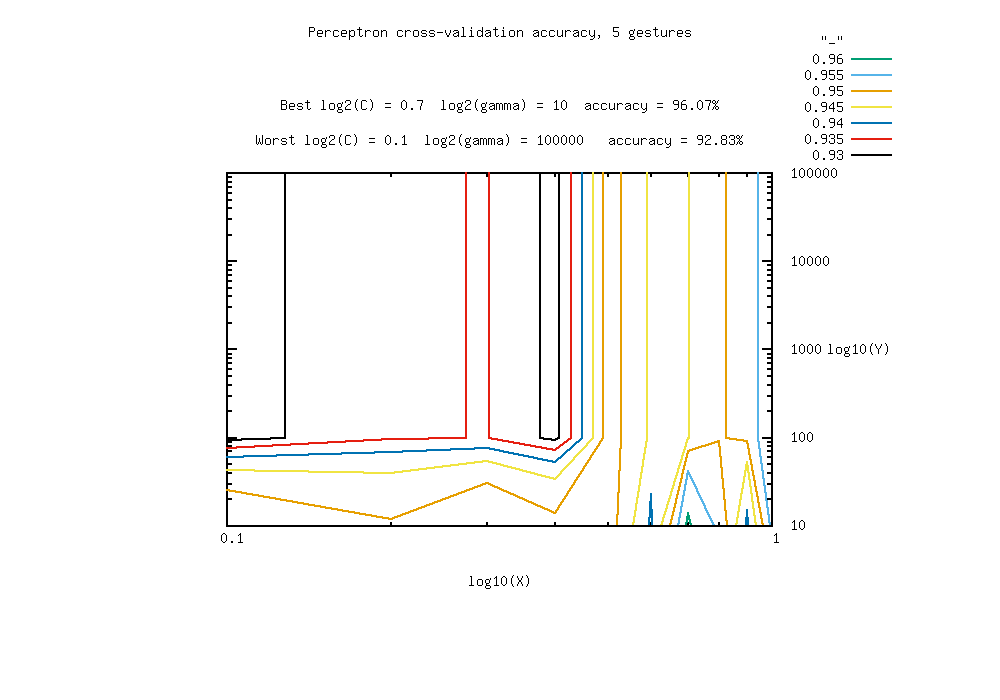 Perceptron cross-validation accuracy, 5 gestures
"_"
0.96
0.955
Best log2(C) = 0.7  log2(gamma) = 10  accuracy = 96.07%
0.95
0.945
0.94
Worst log2(C) = 0.1  log2(gamma) = 100000   accuracy = 92.83%
0.935
0.93
100000
10000
1000 log10(Y)
100
10
0.1 1
log10(X)